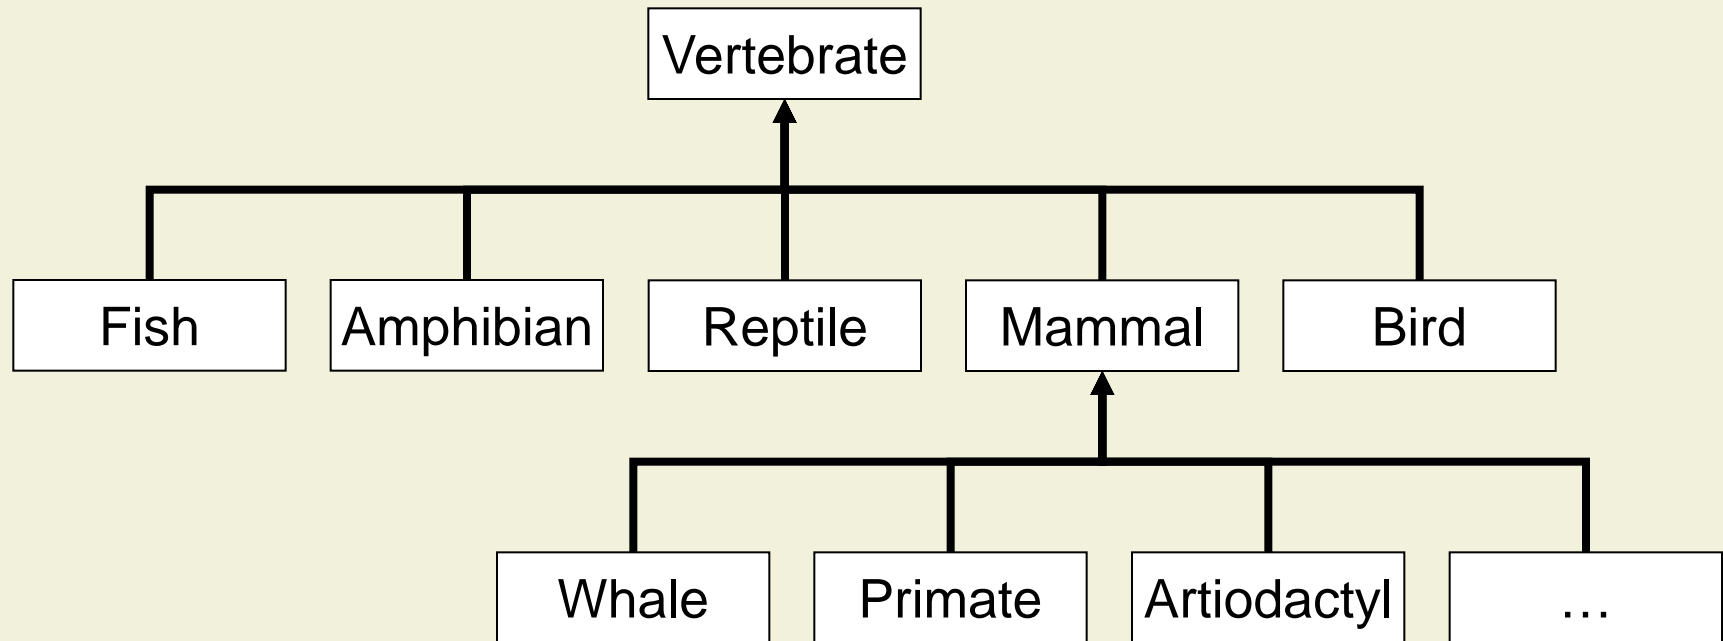 Vertebrate
Fish
Amphibian
Reptile
Mammal
Bird
Whale
Primate
Artiodactyl
…